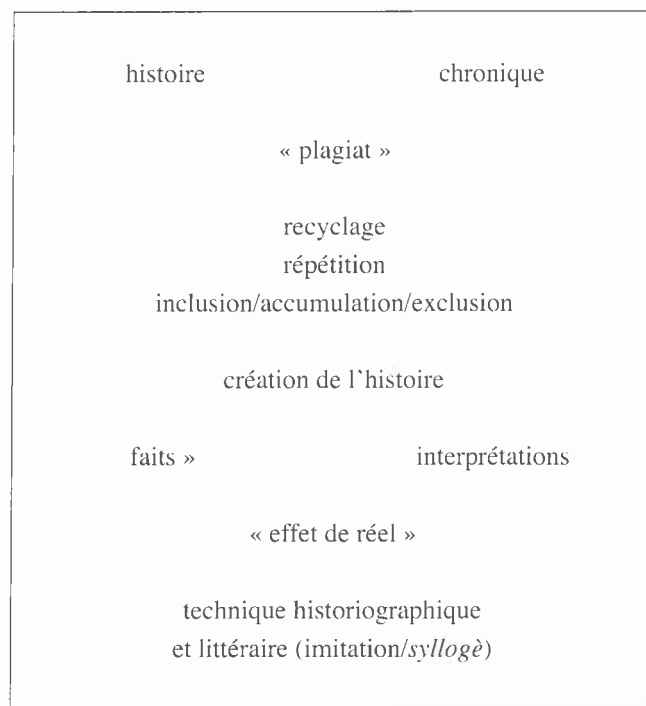 histoire chronique
« plagiat »
recyclage
répétition
inclusion/accumulation/exclusion
création de l'histoire
faits » interprétations
« effet de réel »
technique historiographique
et littéraire (imitation/syllogè)